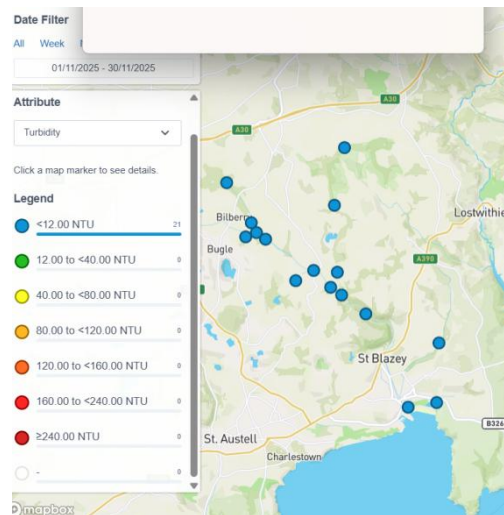 Date Filter
All Week
01/11/2025 - 30/11/2025
Attribute
Turbidity
Click a map marker to see details.
Legend
<12.00 NTU 21
12.00 to <40.00 NTU 0
40.00 to <80.00 NTU 0
80.00 to <120.00 NTU 0
120.00 to <160.00 NTU 0
160.00 to <240.00 NTU 0
≥240.00 NTU 0
- 0
mapbox
A30
A30
Lostwithie
Bugle
A390
St Blazey
B326
St. Austell
Charlestown